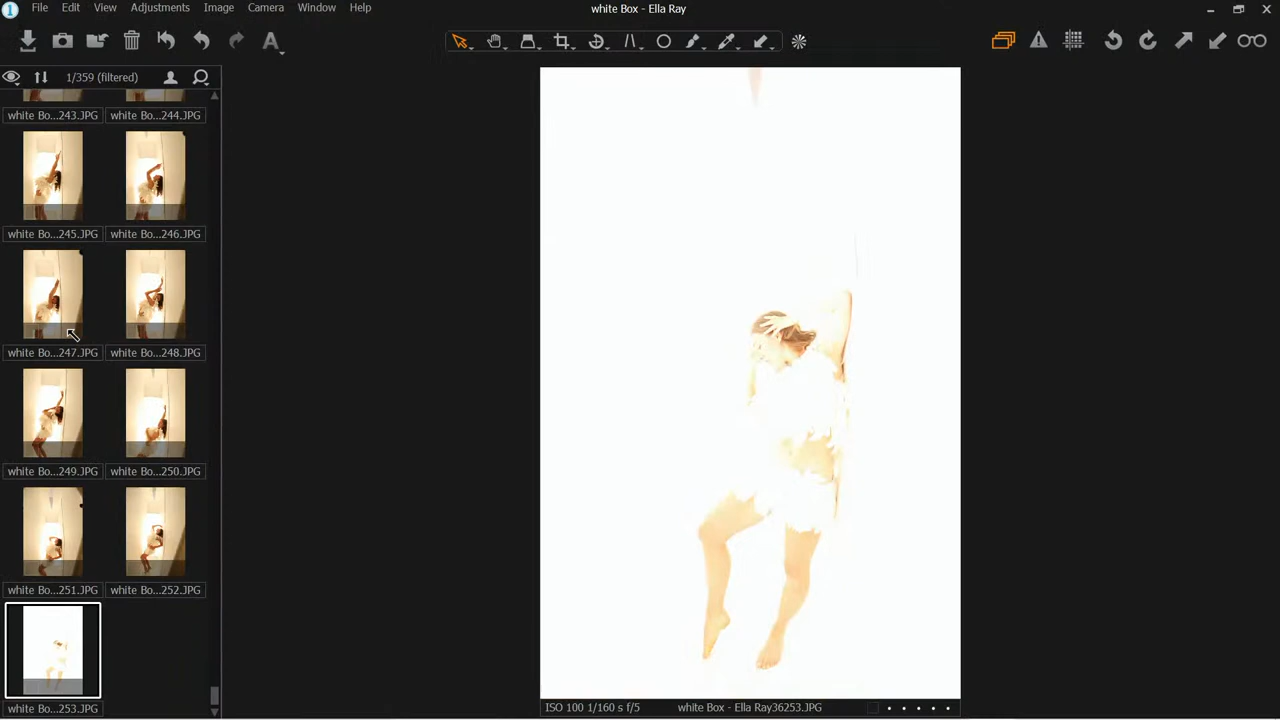 File Edit View Adjustments Image Camera Window Help
white Box - Ella Ray
1/359 (filtered)
white Bo...243.JPG white Bo...244.JPG
white Bo...245.JPG white Bo...246.JPG
white Bo...247.JPG white Bo...248.JPG
white Bo...249.JPG white Bo...250.JPG
white Bo...251.JPG white Bo...252.JPG
white Bo...253.JPG
ISO 100 1/160 s f/5 white Box - Ella Ray36253.JPG